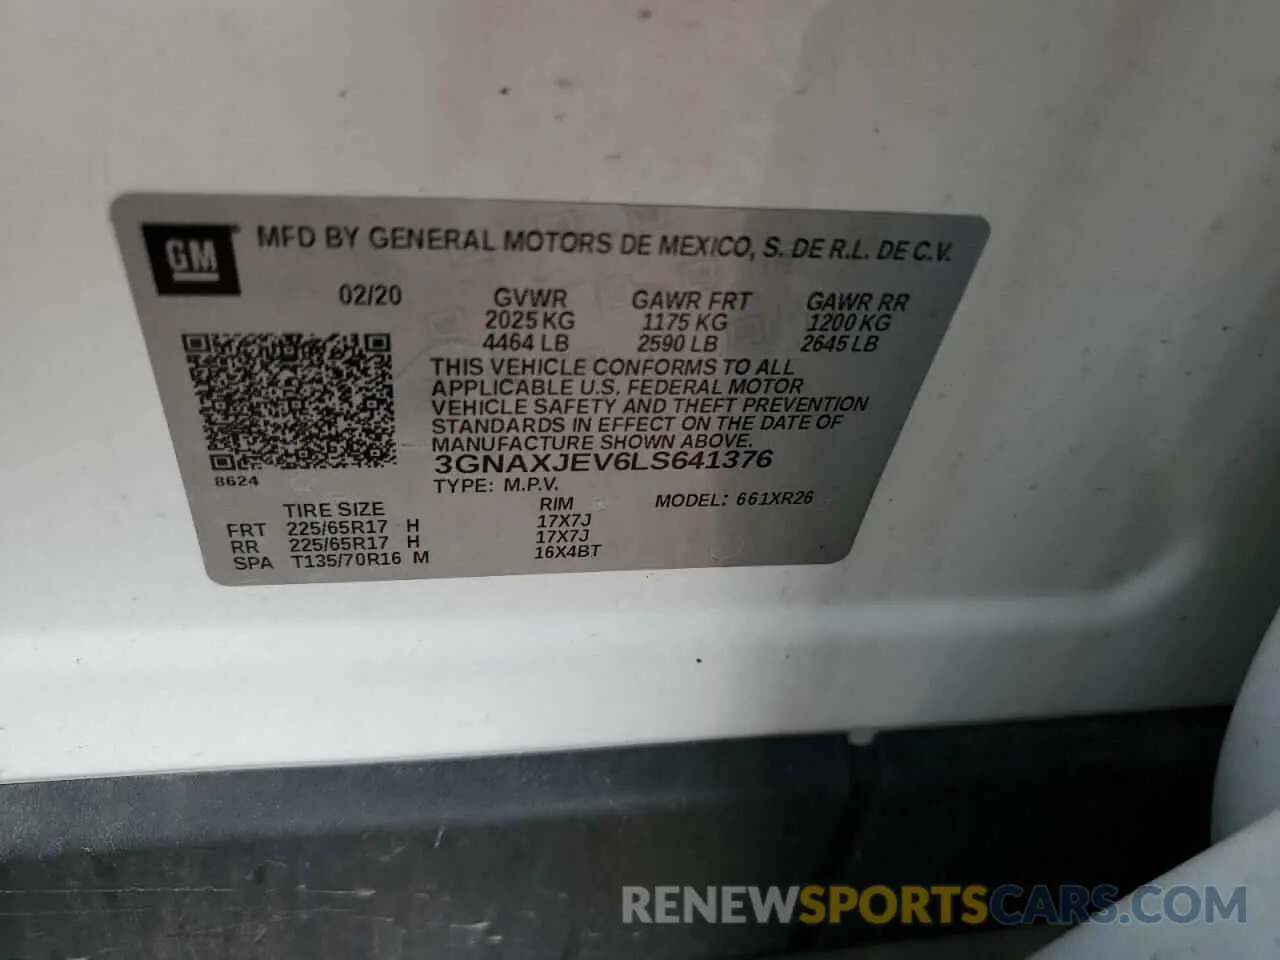 GM
MFD BY GENERAL MOTORS DE MEXICO, S. DE R.L. DE C.V.
02/20 GVWR GAWR FRT GAWR RR
2025 KG 1175 KG 1200 KG
4464 LB 2590 LB 2645 LB
THIS VEHICLE CONFORMS TO ALL
APPLICABLE U.S. FEDERAL MOTOR
VEHICLE SAFETY AND THEFT PREVENTION
STANDARDS IN EFFECT ON THE DATE OF
MANUFACTURE SHOWN ABOVE.
3GNAXJEV6LS641376
8624
TYPE: M.P.V.
TIRE SIZE RIM MODEL: 661XR26
FRT 225/65R17 H 17X7J
RR 225/65R17 H 17X7J
SPA T135/70R16 M 16X4BT
RENEWSPORTSCARS.COM